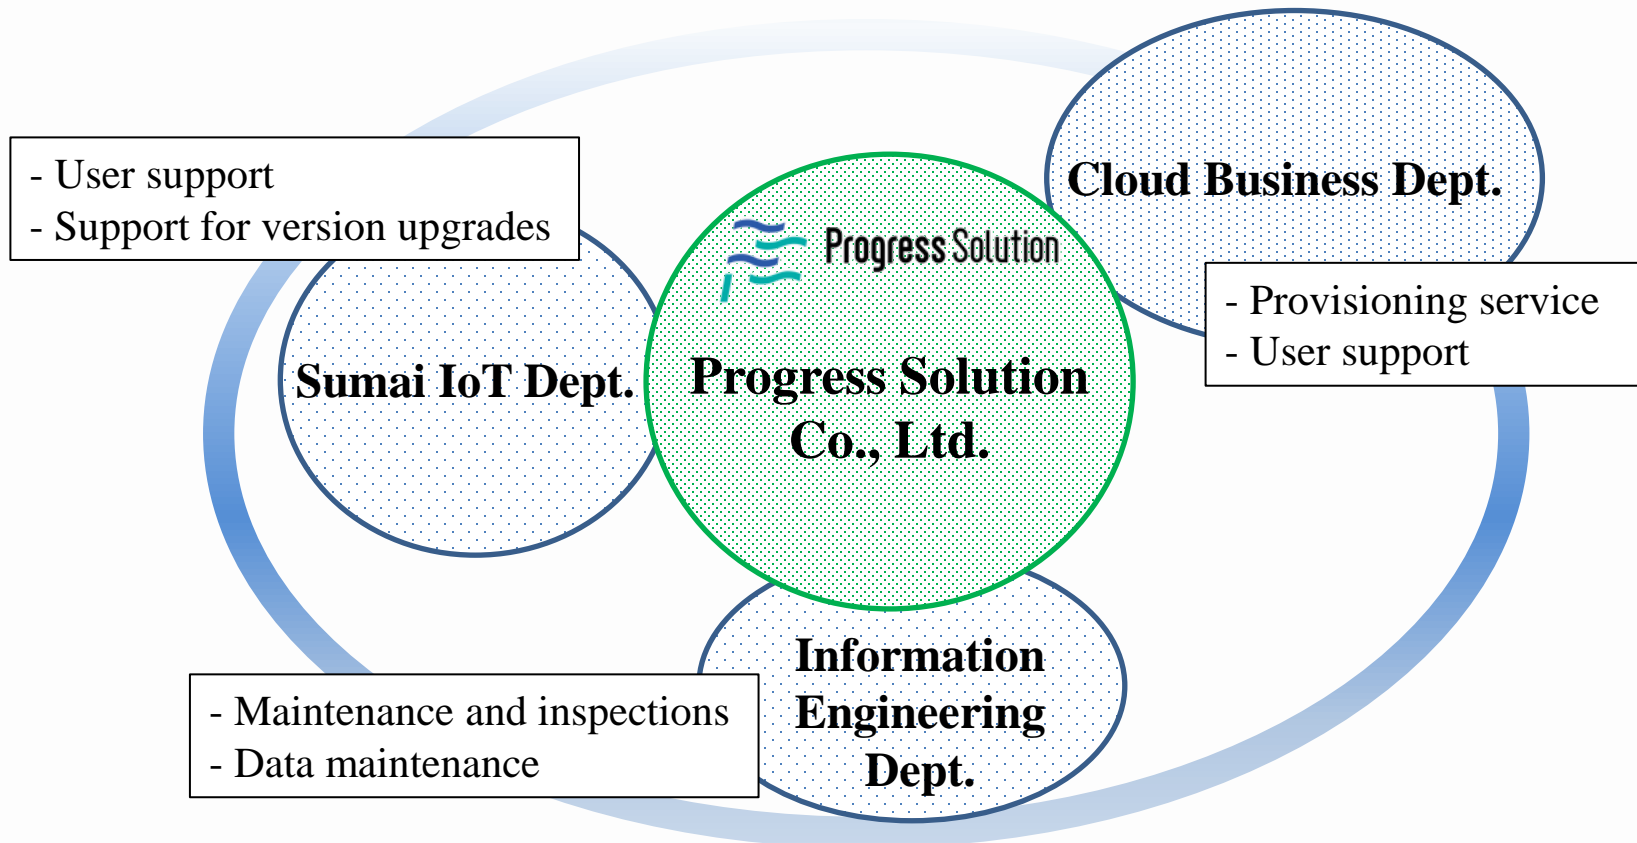 - User support
- Support for version upgrades
Cloud Business Dept.
- Provisioning service
- User support
Progress Solution
Sumai IoT Dept.
Progress Solution
Co., Ltd.
Information
Engineering
Dept.
- Maintenance and inspections
- Data maintenance